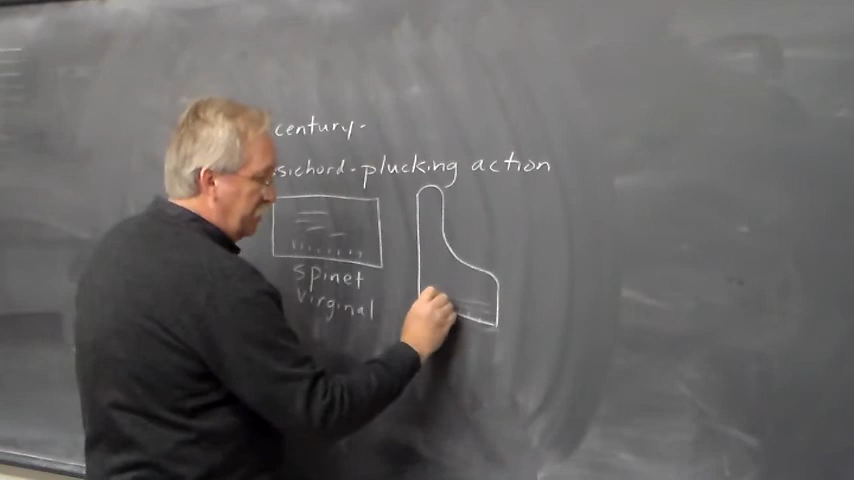 century-
sichord-plucking action
spinet
virginal